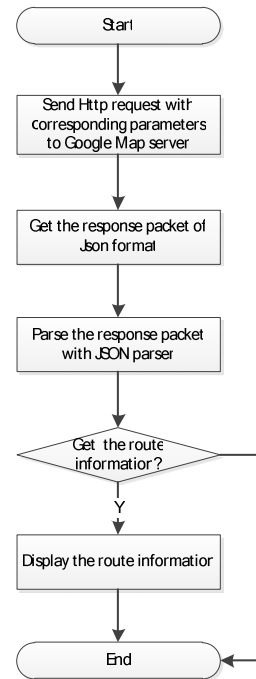 Start
Send Http request with
corresponding parameters
to Google Map server
Get the response packet of
Json format
Parse the response packet
with JSON parser
Get the route
information?
Y
Display the route information
End